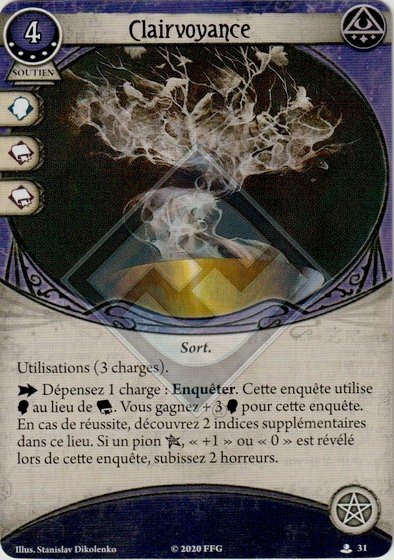 4
Clairvoyance
SOUTIEN
Sort.
Utilisations (3 charges).
Dépensez 1 charge : Enquêter. Cette enquête utilise
au lieu de . Vous gagnez + 3 pour cette enquête.
En cas de réussite, découvrez 2 indices supplémentaires
dans ce lieu. Si un pion , « +1 » ou « 0 » est révélé
lors de cette enquête, subissez 2 horreurs.
Illus. Stanislav Dikolenko © 2020 FFG 31